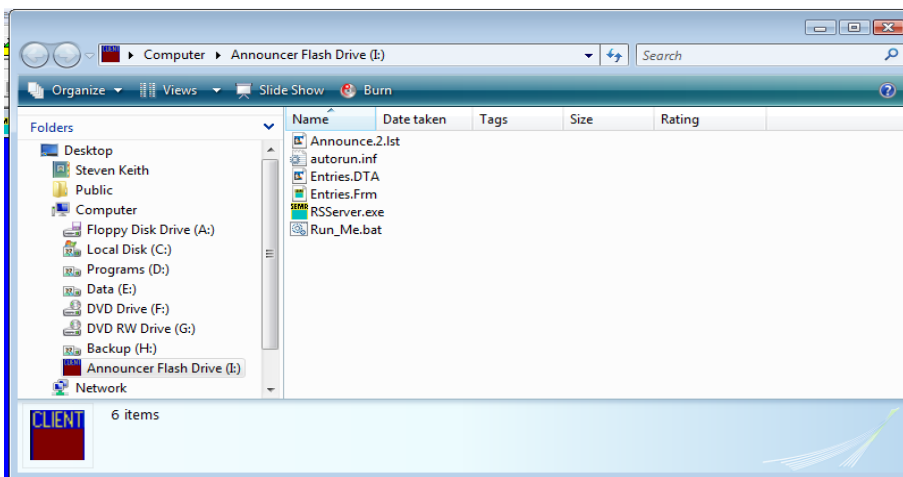 Computer Announcer Flash Drive (I:) Search
Organize Views Slide Show Burn
Folders
Desktop
Steven Keith
Public
Computer
Floppy Disk Drive (A:)
Local Disk (C:)
Programs (D:)
Data (E:)
DVD Drive (F:)
DVD RW Drive (G:)
Backup (H:)
Announcer Flash Drive (I:)
Network
Name Date taken Tags Size Rating
Announce.2.lst
autorun.inf
Entries.DTA
Entries.Frm
RSServer.exe
Run_Me.bat
CLIENT
6 items